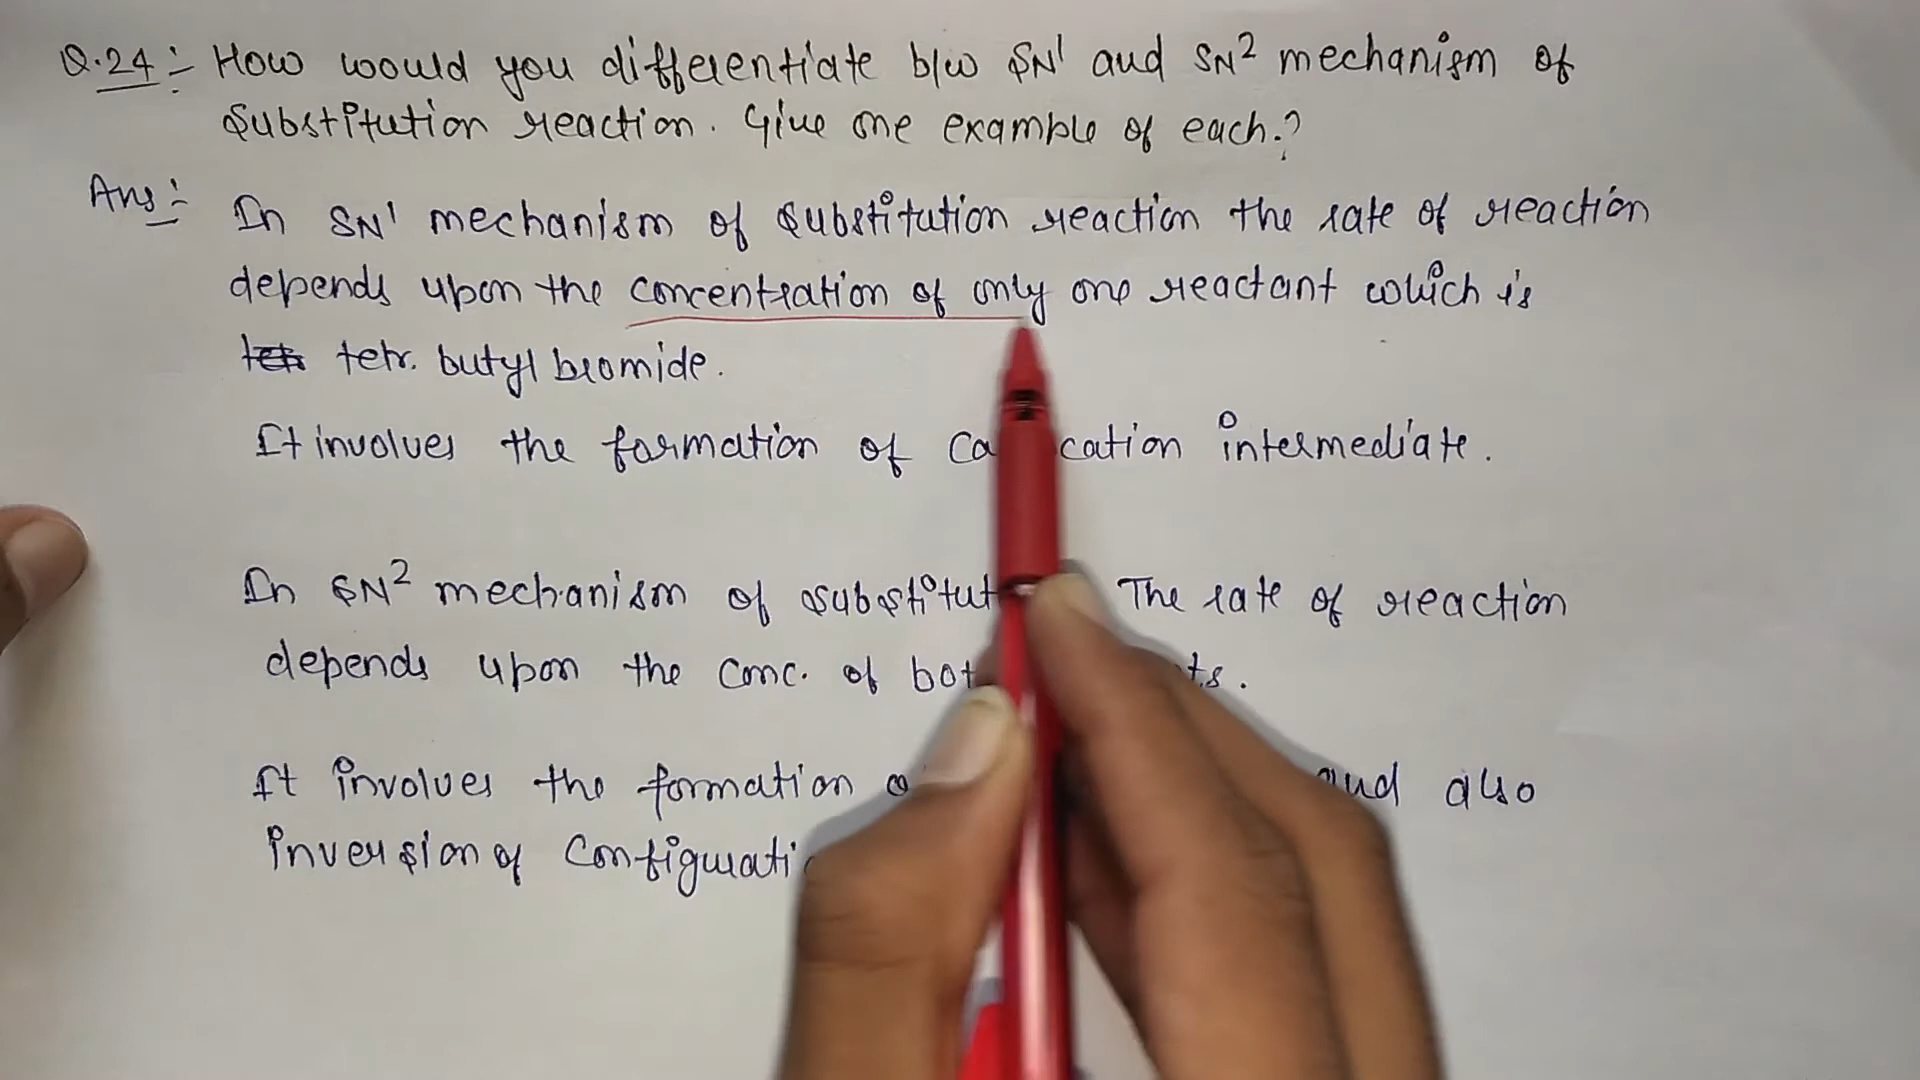 Q.24:- How would you differentiate b/w SN1 and SN2 mechanism of
Substitution reaction. Give one example of each.?
Ans:- In SN1 mechanism of Substitution reaction the rate of reaction
depends upon the concentration of only one reactant which is
tetr. butyl bromide.
It involves the formation of intermediate.
In SN2 mechanism of The rate of reaction
depends upon the conc. of
It involves the formation and also
inversion of